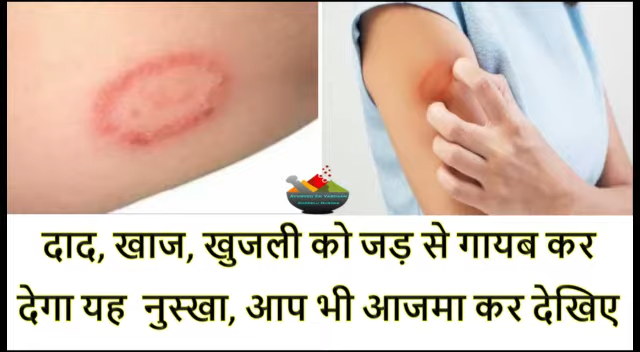 दाद, खाज, खुजली को जड़ से गायब कर
देगा यह नुस्खा, आप भी आजमा कर देखिए